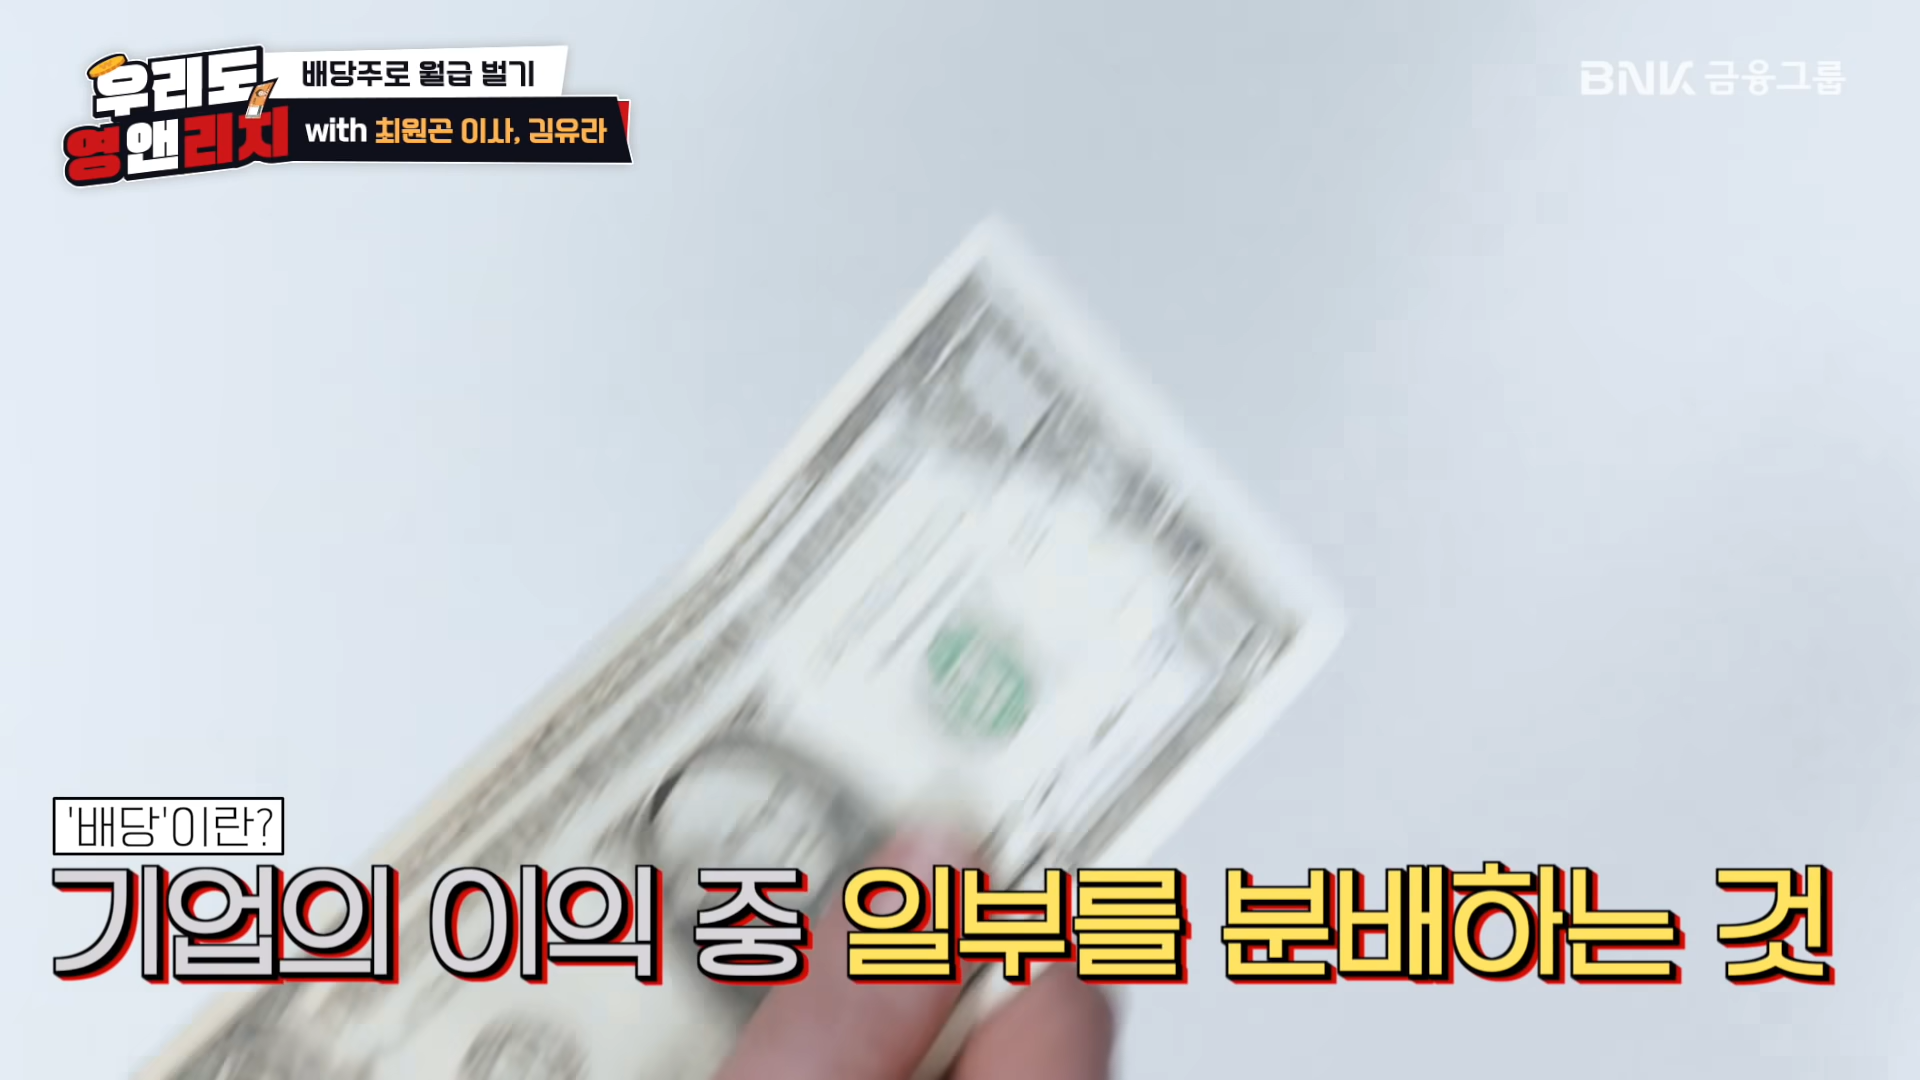 우리도
영앤리치
배당주로 월급 벌기
with 최원곤 이사, 김유라
BNK 금융그룹
'배당'이란?
기업의 이익 중 일부를 분배하는 것